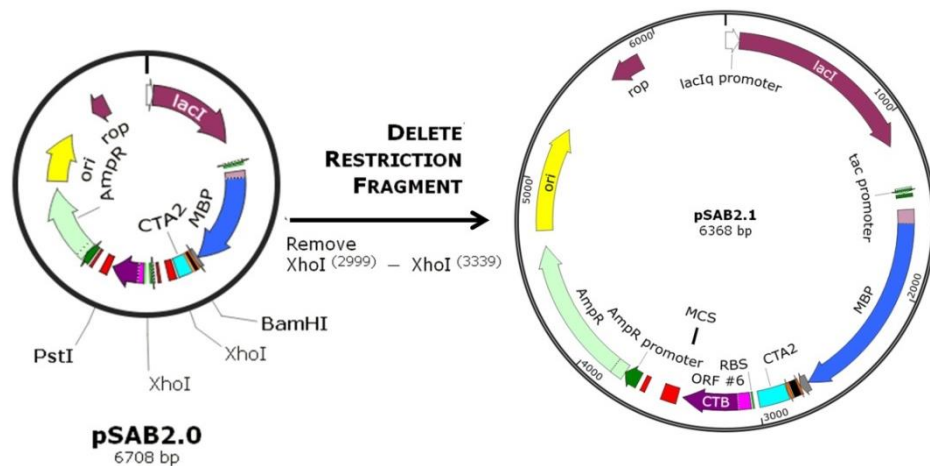 lacI
rop
ori
AmpR
CTA2
MBP
BamHI
XhoI
XhoI
PstI
pSAB2.0
6708 bp
DELETE
RESTRICTION
FRAGMENT
Remove
XhoI (2999) – XhoI (3339)
6000
rop
lacIq promoter
lacI
1000
tac promoter
5000
ori
pSAB2.1
6368 bp
MBP
2000
AmpR
AmpR promoter
MCS
RBS
CTA2
ORF #6
CTB
4000
3000